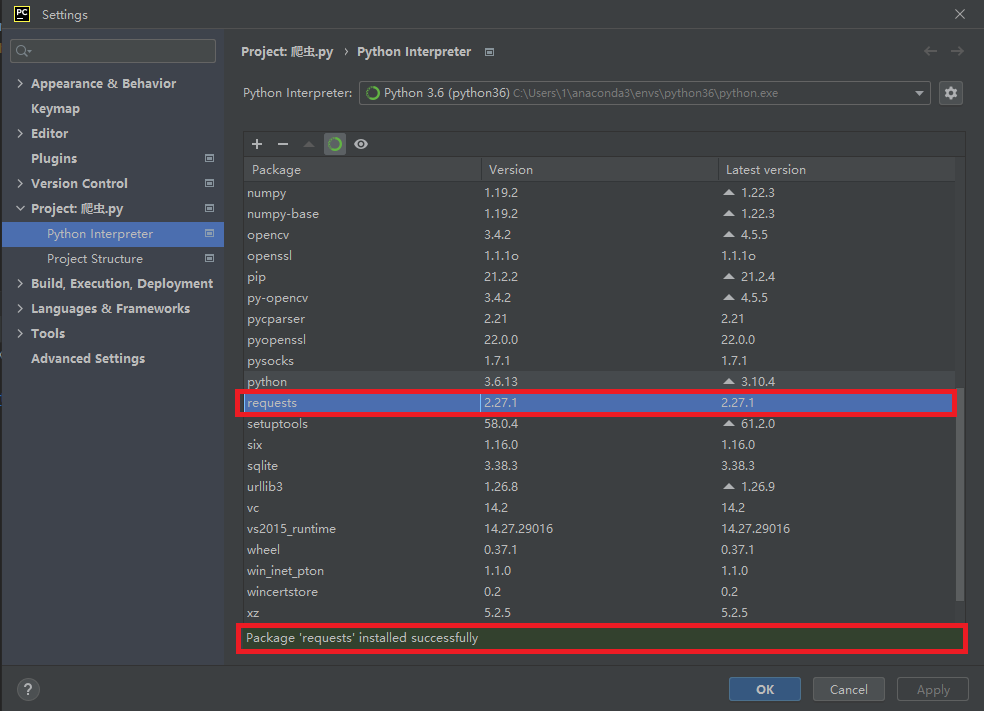 PC Settings
Project: 爬虫.py › Python Interpreter
Python Interpreter: Python 3.6 (python36) C:\Users\1\anaconda3\envs\python36\python.exe
Appearance & Behavior
Keymap
Editor
Plugins
Version Control
Project: 爬虫.py
Python Interpreter
Project Structure
Build, Execution, Deployment
Languages & Frameworks
Tools
Advanced Settings
Package Version Latest version
numpy 1.19.2 1.22.3
numpy-base 1.19.2 1.22.3
opencv 3.4.2 4.5.5
openssl 1.1.1o 1.1.1o
pip 21.2.2 21.2.4
py-opencv 3.4.2 4.5.5
pycparser 2.21 2.21
pyopenssl 22.0.0 22.0.0
pysocks 1.7.1 1.7.1
python 3.6.13 3.10.4
requests 2.27.1 2.27.1
setuptools 58.0.4 61.2.0
six 1.16.0 1.16.0
sqlite 3.38.3 3.38.3
urllib3 1.26.8 1.26.9
vc 14.2 14.2
vs2015_runtime 14.27.29016 14.27.29016
wheel 0.37.1 0.37.1
win_inet_pton 1.1.0 1.1.0
wincertstore 0.2 0.2
xz 5.2.5 5.2.5
Package 'requests' installed successfully
? OK Cancel Apply